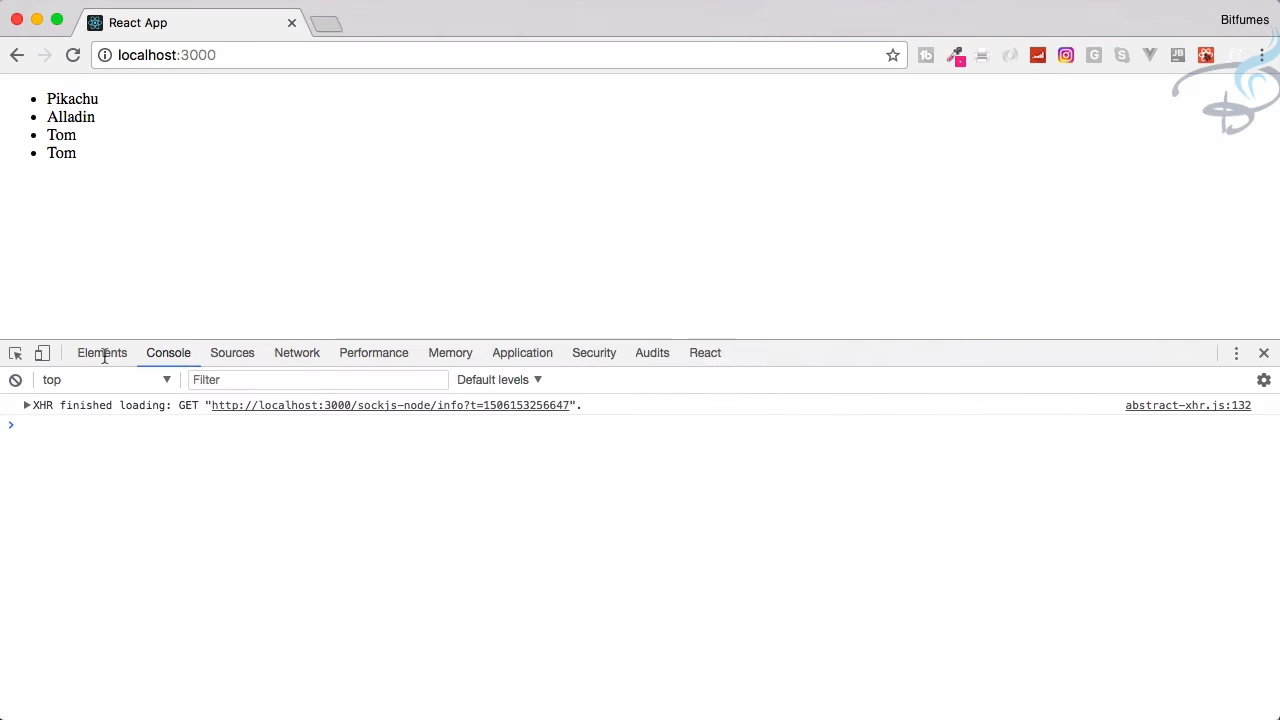 React App
Bitfumes
localhost:3000
Pikachu
Alladin
Tom
Tom
Elements Console Sources Network Performance Memory Application Security Audits React
top Filter Default levels
XHR finished loading: GET "http://localhost:3000/sockjs-node/info?t=1506153256647". abstract-xhr.js:132